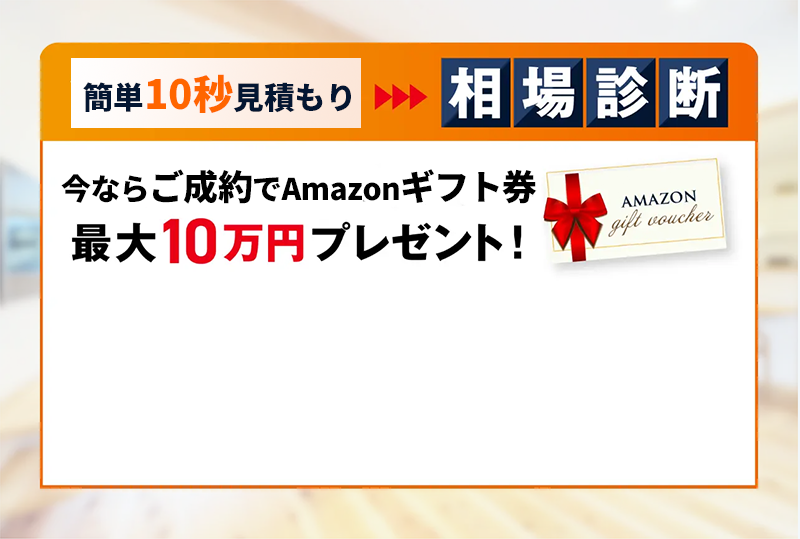 簡単10秒見積もり
相場診断
今ならご成約でAmazonギフト券
最大10万円プレゼント!
AMAZON
gift voucher